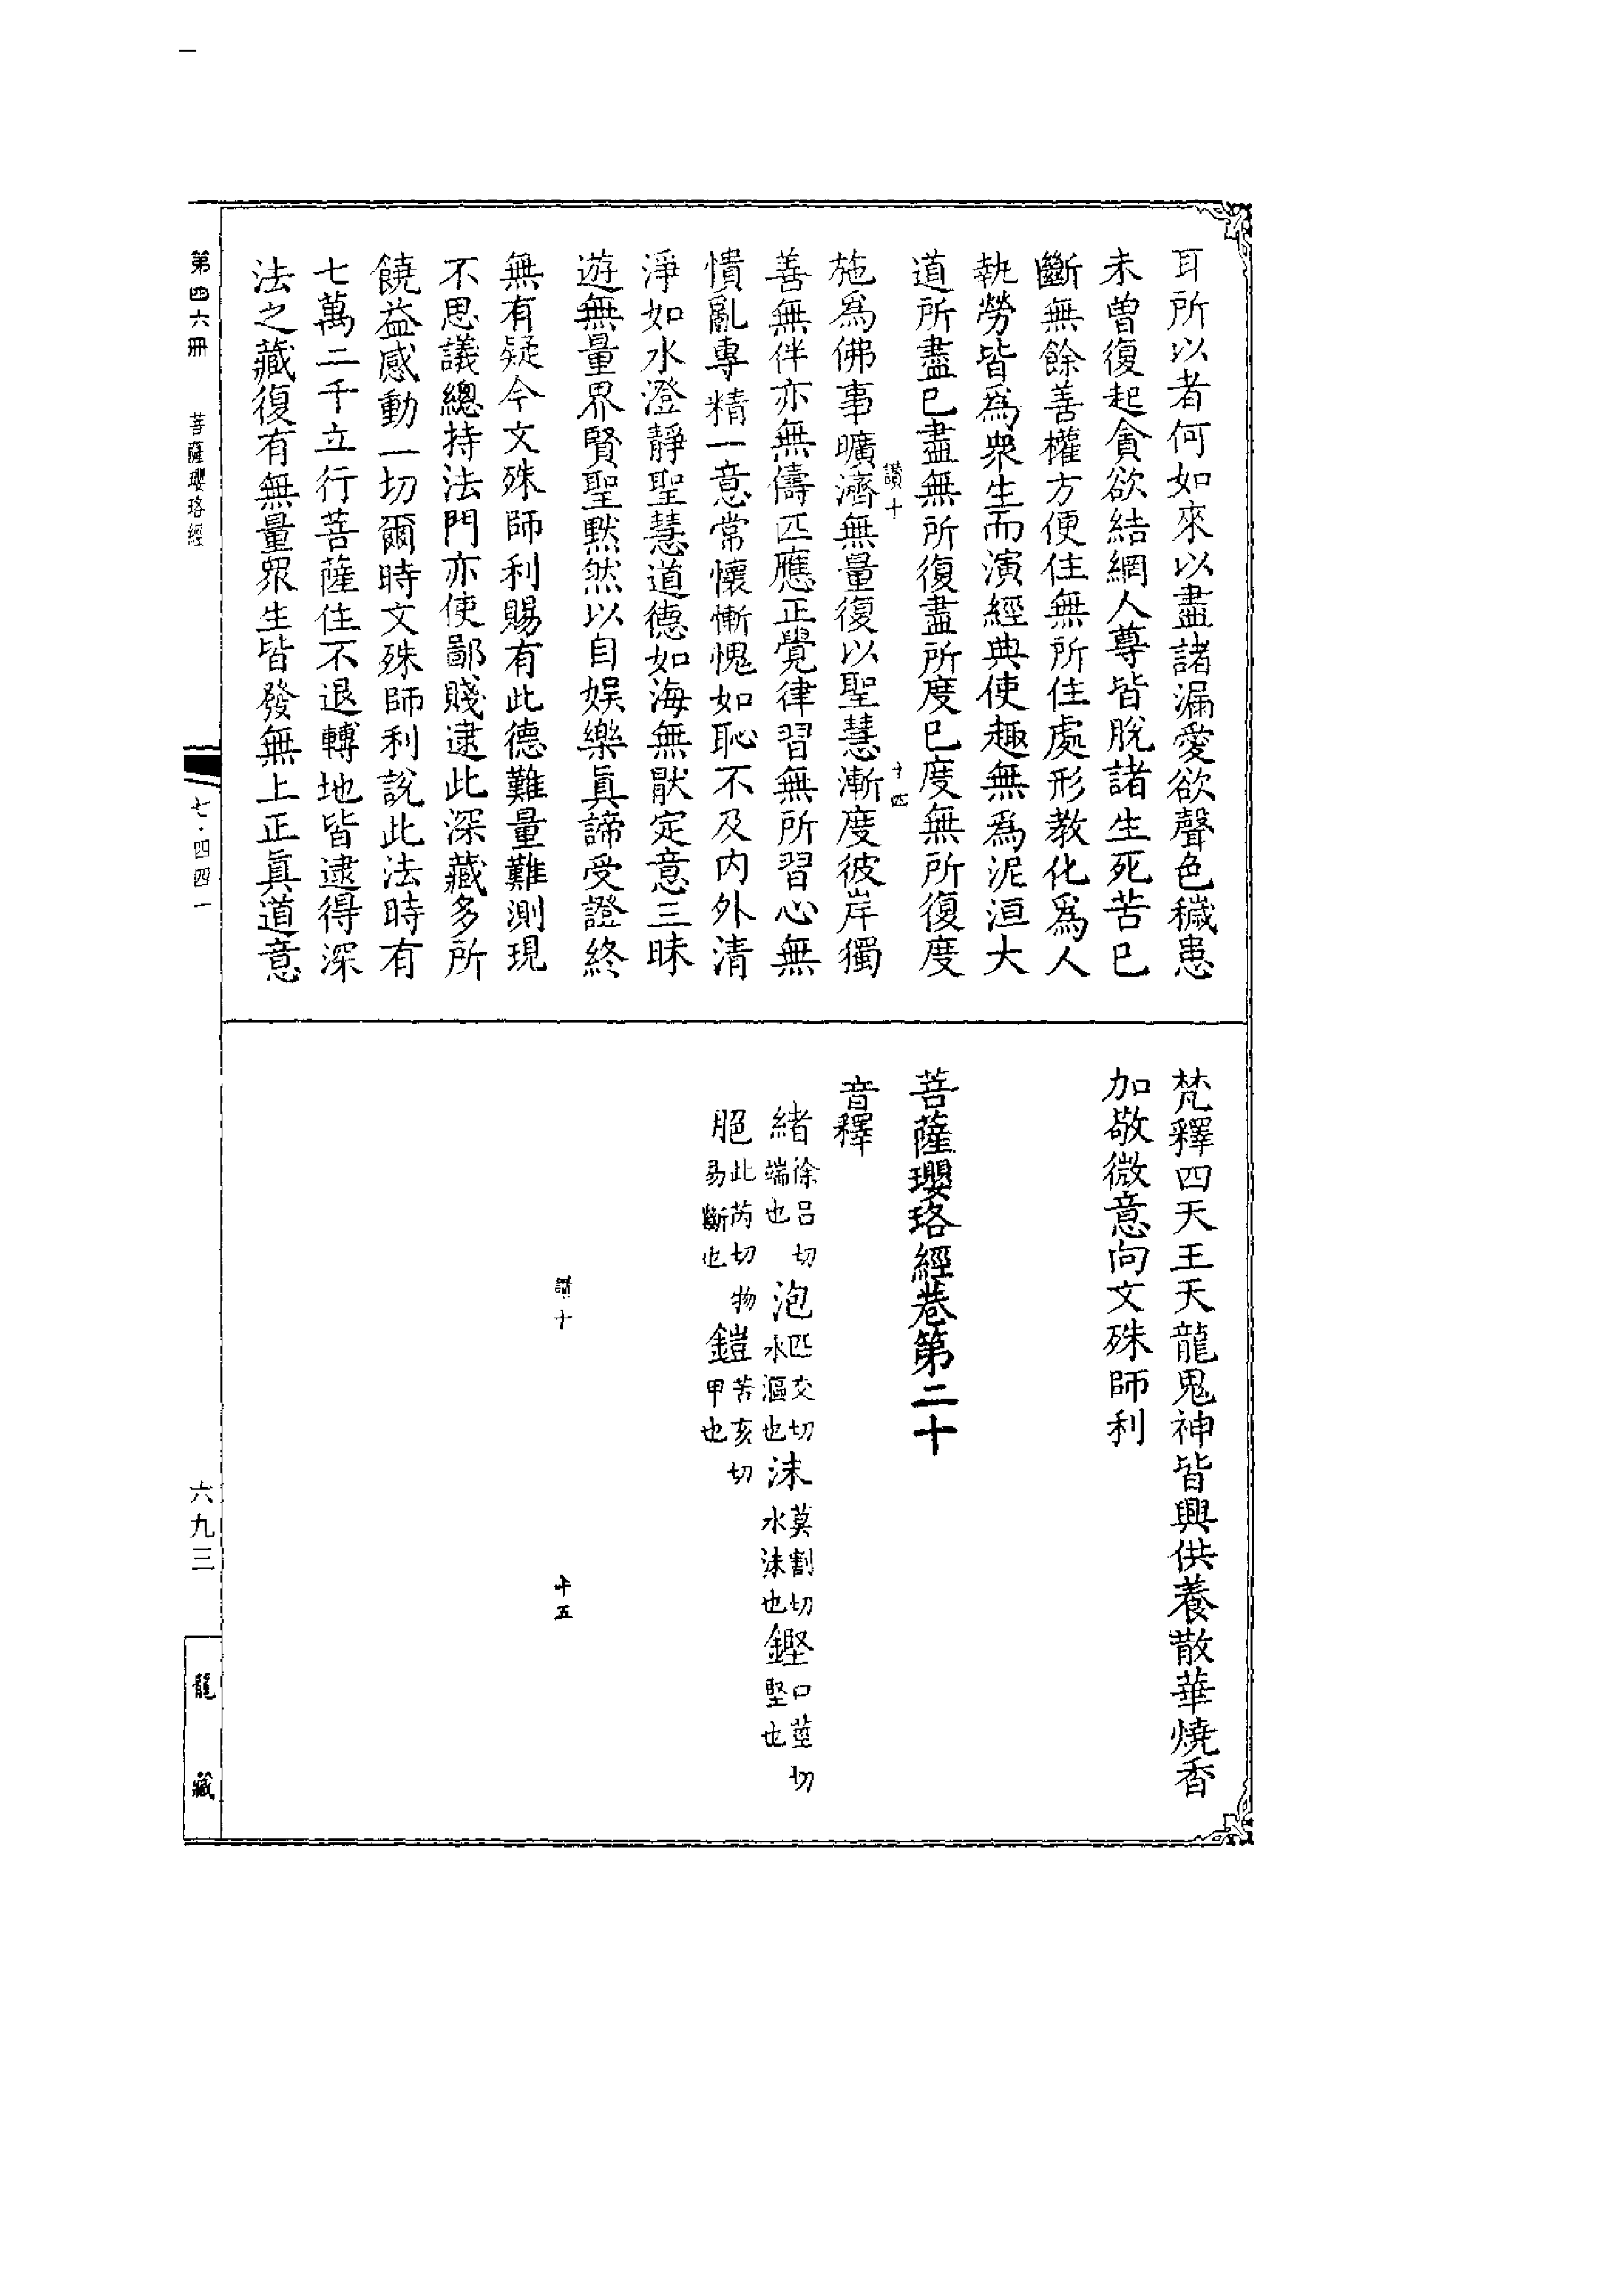 耳所以者何如來以盡諸漏愛欲聲色穢恚
未曾復起貪欲結網人尊皆脫諸生死苦已
斷無餘善權方便住無所住處形教化爲人
執勞皆爲衆生而演經典使趣無爲泥洹大
道所盡已盡無所復盡所度已度無所復度
讚十
十四
施爲佛事曠濟無量復以聖慧漸度彼岸獨
善無伴亦無儔匹應正覺律習無所習心無
憒亂專精一意常懷慚愧如恥不及內外清
淨如水澄靜聖慧道德如海無猒定意三昧
遊無量界賢聖默然以自娛樂眞諦受證終
無有疑今文殊師利賜有此德難量難測現
不思議總持法門亦使鄙賤逮此深藏多所
饒益感動一切爾時文殊師利說此法時有
七萬二千立行菩薩住不退轉地皆逮得深
法之藏復有無量衆生皆發無上正眞道意
梵釋四天王天龍鬼神皆興供養散華燒香
加敬微意向文殊師利
菩薩瓔珞經卷第二十
音釋
緒徐呂切端也 泡匹交切水漚也 沫莫割切水沫也 鏗口莖切堅也
脃此芮切物易斷也 鎧苦亥切甲也
讚十
十五
第四六冊 菩薩瓔珞經
七·四四一
六九三
龍藏